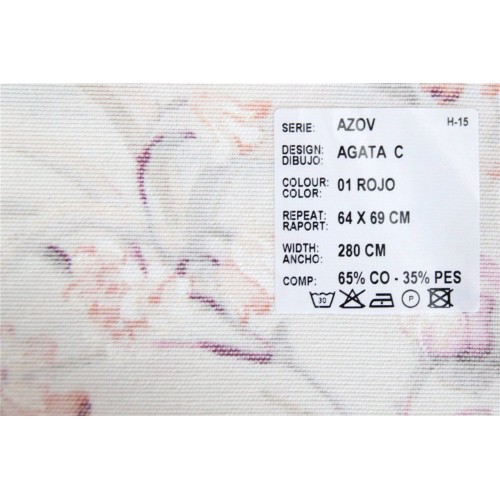 H-15
SERIE: AZOV
DESIGN:
DIBUJO: AGATA C
COLOUR:
COLOR: 01 ROJO
REPEAT:
RAPORT: 64 X 69 CM
WIDTH:
ANCHO: 280 CM
COMP: 65% CO - 35% PES
30 P